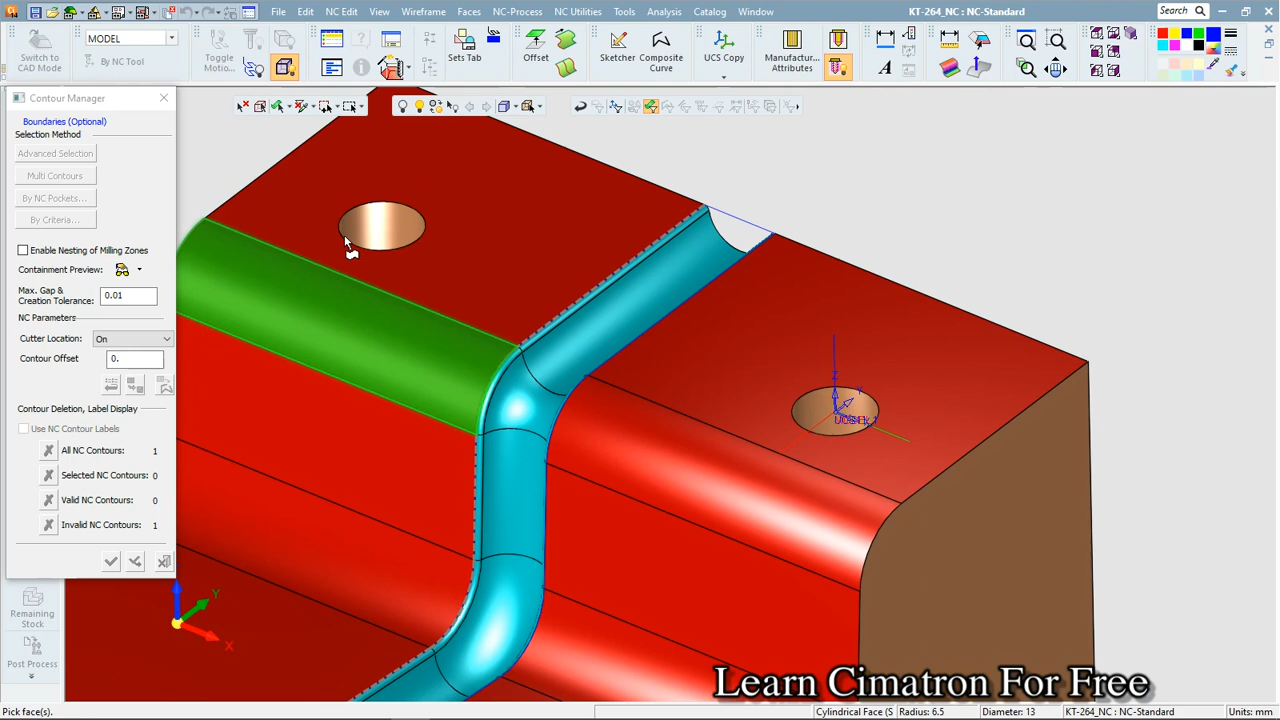 File Edit View Wireframe Faces NC-Process NC Utilities Tools Analysis Catalog Window
KT-264_NC : NC-Standard
Search
MODEL
By NC Tool
Switch to CAD Mode
Toggle Motio...
Sets Tab
Offset
Sketcher
Composite Curve
UCS Copy
Manufactur... Attributes
Contour Manager
Boundaries (Optional)
Selection Method
Advanced Selection
Multi Contours
By NC Pockets...
By Criteria...
Enable Nesting of Milling Zones
Containment Preview:
Max. Gap &
Creation Tolerance: 0.01
NC Parameters
Cutter Location: On
Contour Offset 0.
Contour Deletion, Label Display
Use NC Contour Labels
All NC Contours: 1
Selected NC Contours: 0
Valid NC Contours: 0
Invalid NC Contours: 1
Remaining Stock
Post Process
Z
Y
Y
X
Learn Cimatron For Free
Pick face(s).
Cylindrical Face (S Radius: 6.5 Diameter: 13 KT-264_NC : NC-Standard Units: mm